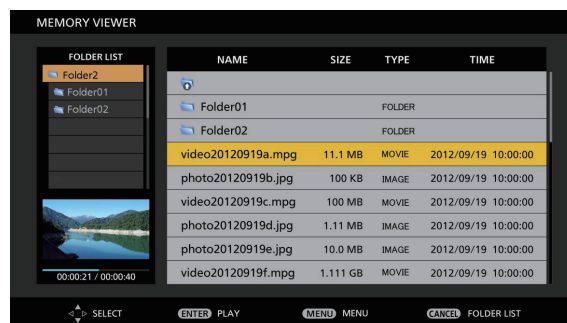 MEMORY VIEWER
FOLDER LIST
Folder2
Folder01
Folder02
00:00:21 / 00:00:40
NAME SIZE TYPE TIME
Folder01 FOLDER
Folder02 FOLDER
video20120919a.mpg 11.1 MB MOVIE 2012/09/19 10:00:00
photo20120919b.jpg 100 KB IMAGE 2012/09/19 10:00:00
video20120919c.mpg 100 MB MOVIE 2012/09/19 10:00:00
photo20120919d.jpg 1.11 MB IMAGE 2012/09/19 10:00:00
photo20120919e.jpg 10.0 MB IMAGE 2012/09/19 10:00:00
video20120919f.mpg 1.111 GB MOVIE 2012/09/19 10:00:00
SELECT ENTER PLAY MENU MENU CANCEL FOLDER LIST